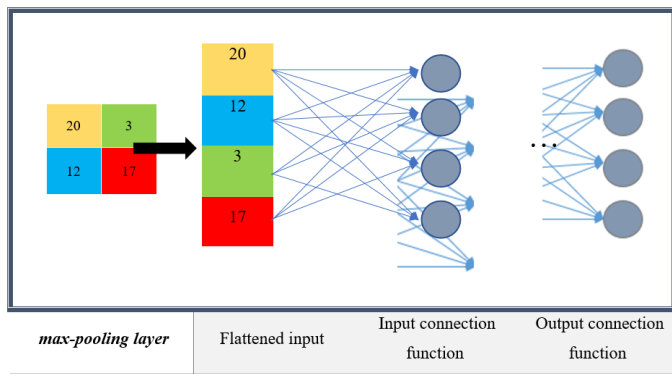 20 3
12 17
20
12
3
17
...
max-pooling layer
Flattened input
Input connection
function
Output connection
function